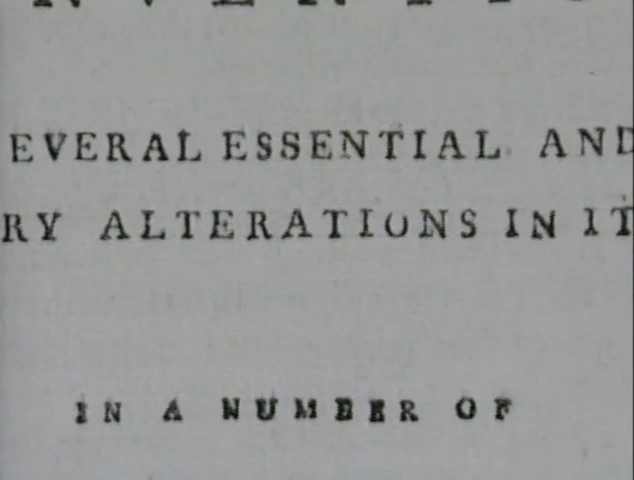 EVERAL ESSENTIAL AND
RY ALTERATIONS IN IT
IN A NUMBER OF